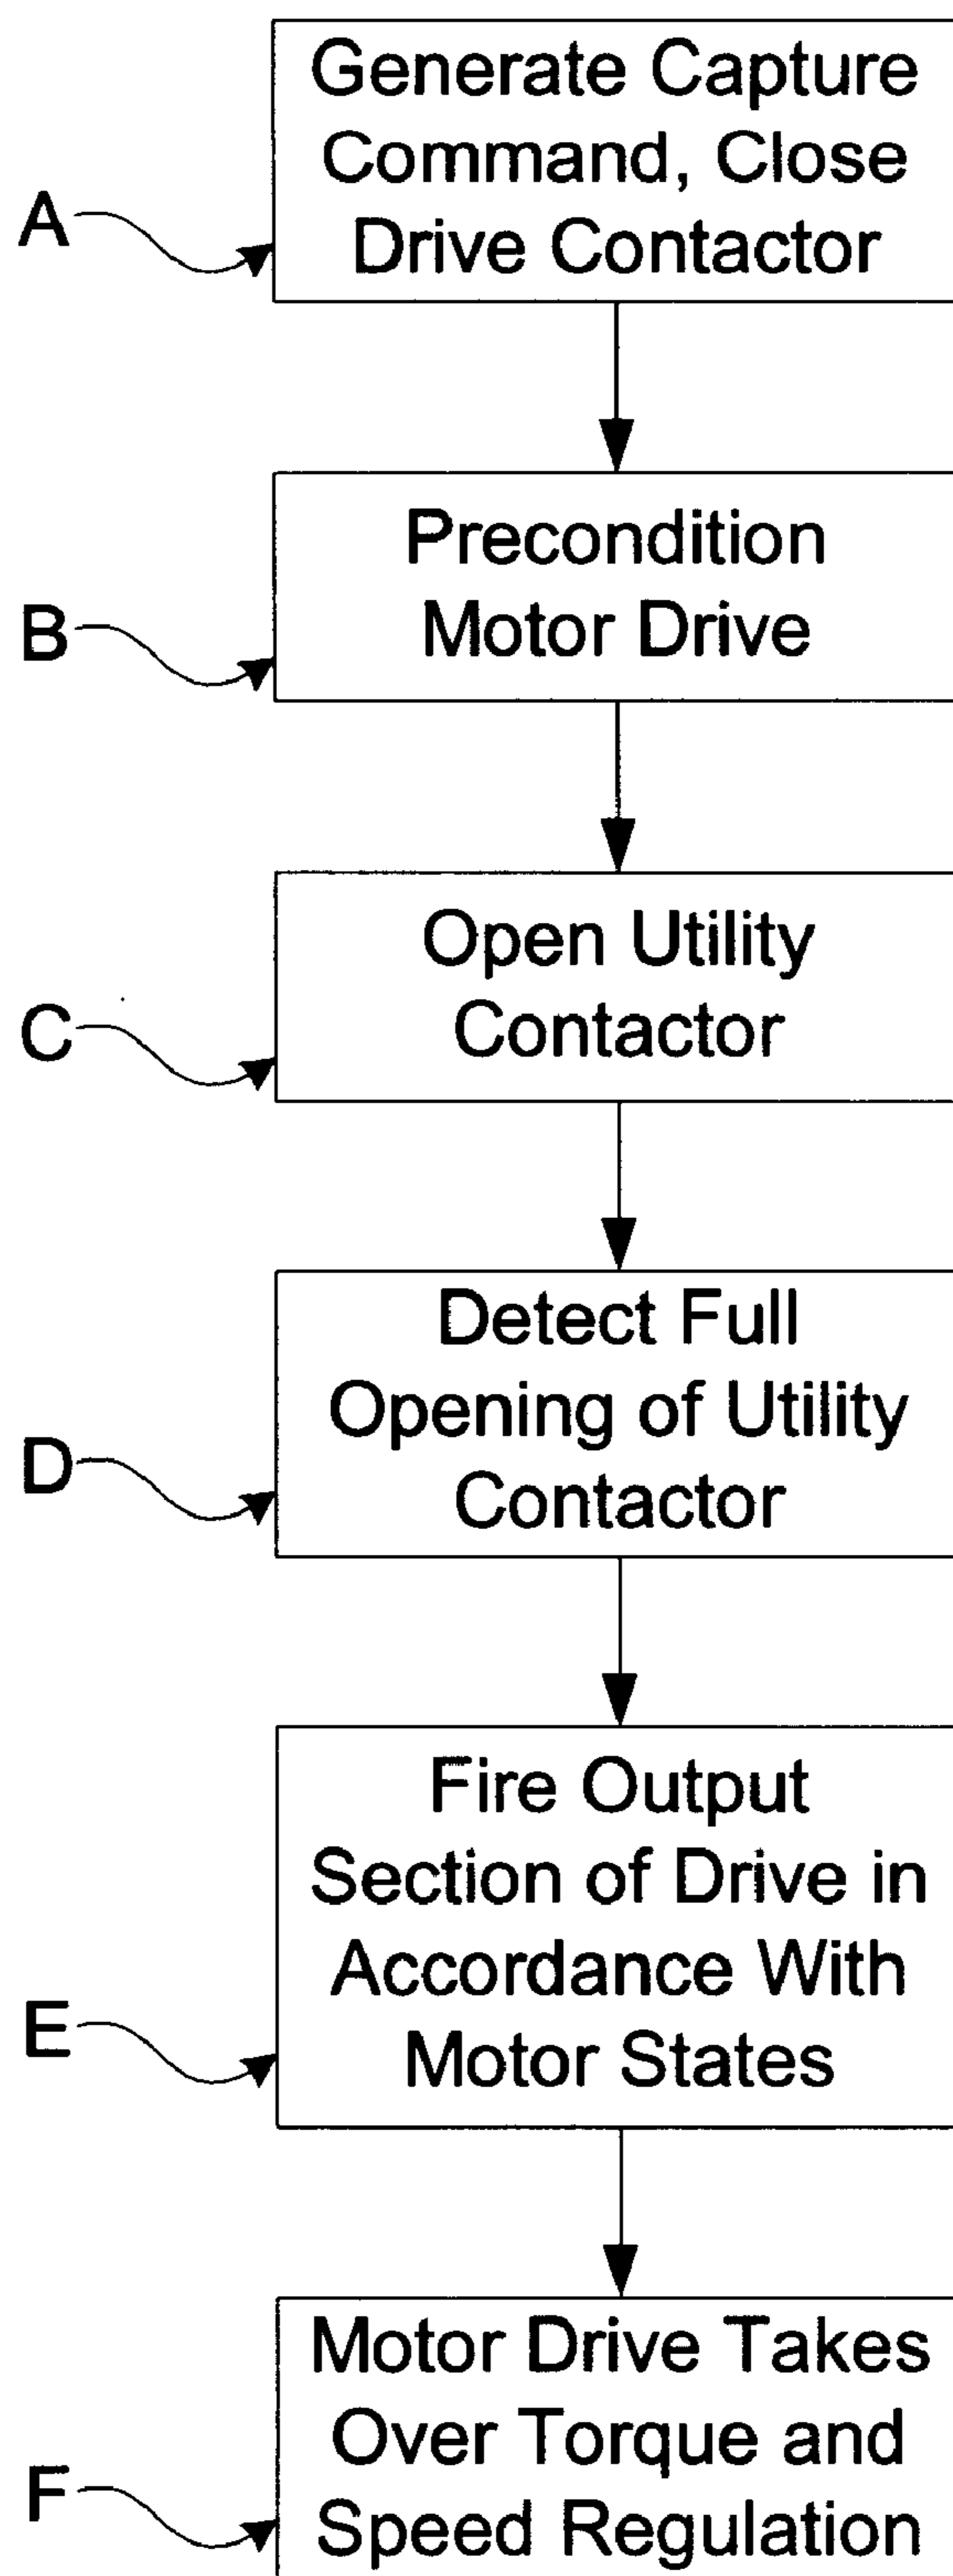 Generate Capture
Command, Close
Drive Contactor
A
Precondition
Motor Drive
B
Open Utility
Contactor
C
Detect Full
Opening of Utility
Contactor
D
Fire Output
Section of Drive in
Accordance With
Motor States
E
Motor Drive Takes
Over Torque and
Speed Regulation
F